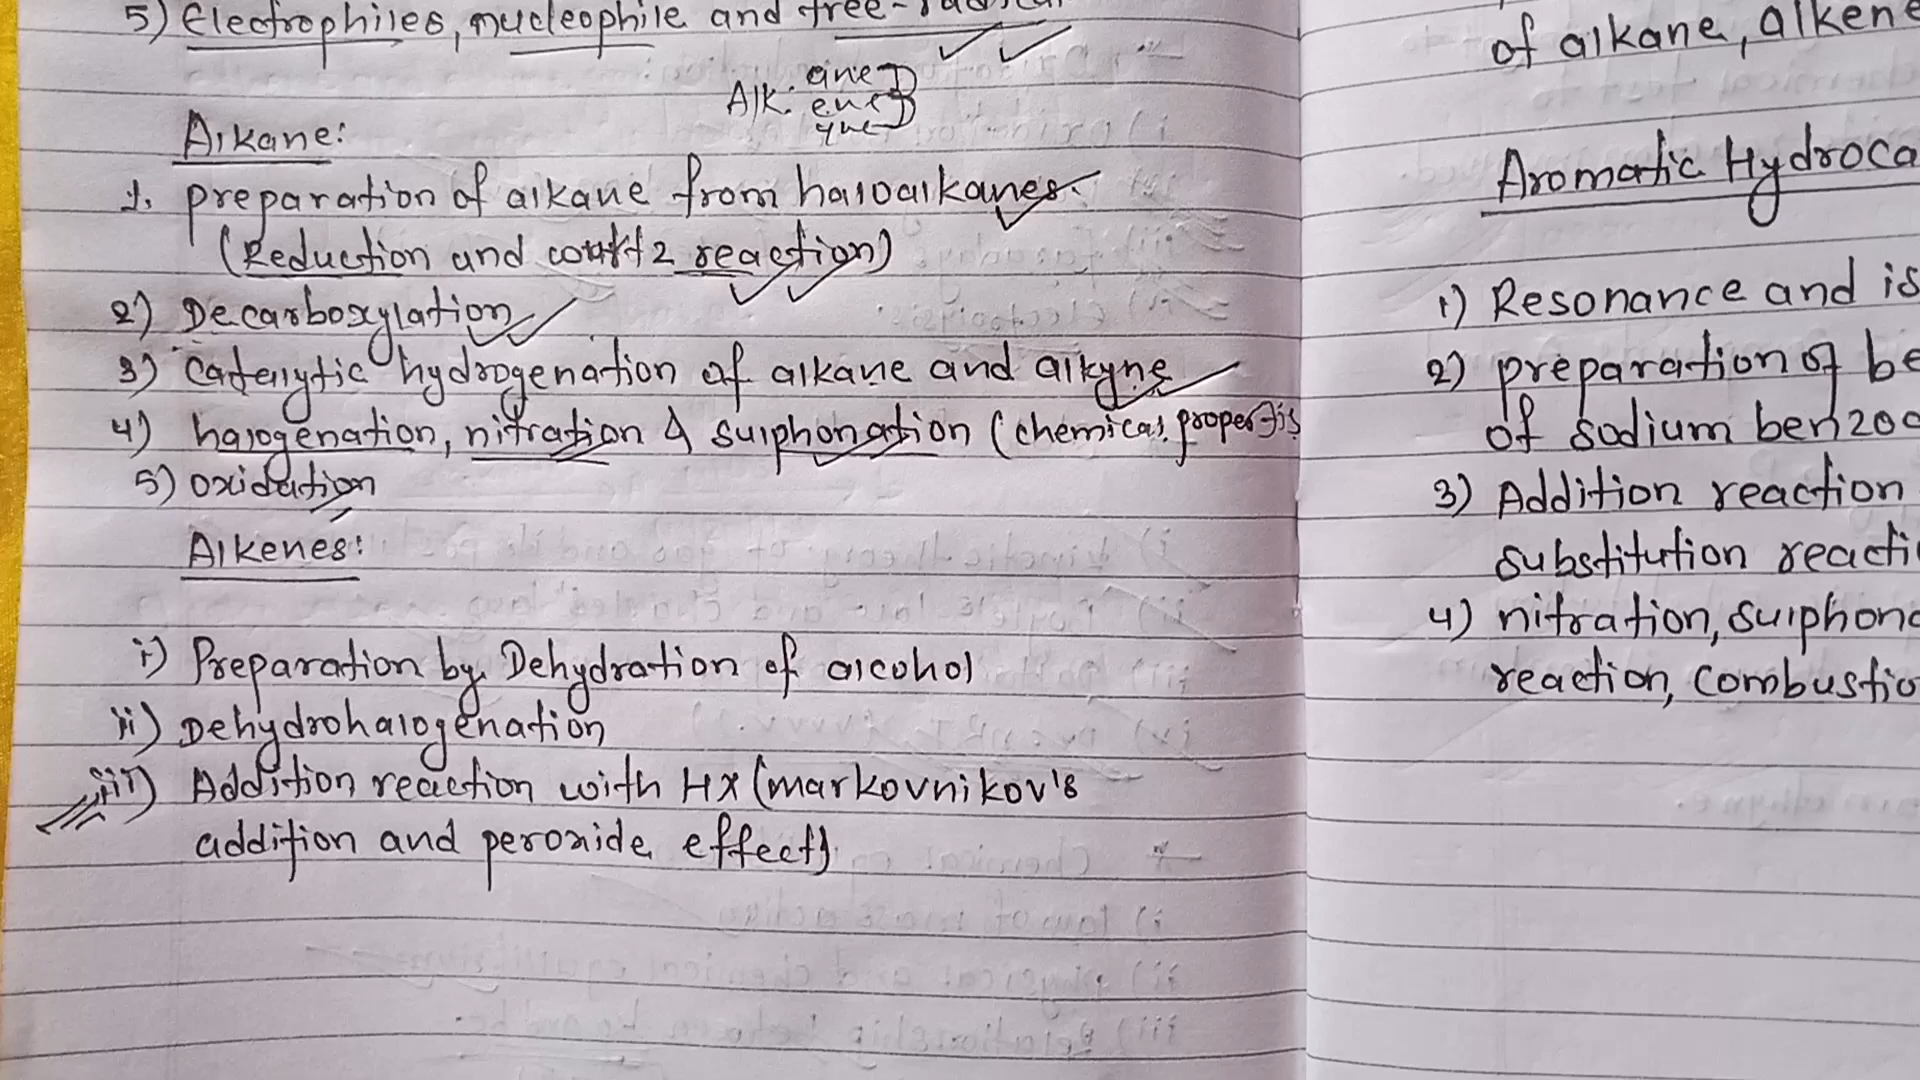 5) Electrophiles, nucleophile and free-radical
Alk: ane
ene
yne
Alkane:
1. preparation of alkane from haloalkanes.
(Reduction and wurtz reaction)
2) Decarboxylation
3) Catalytic hydrogenation of alkane and alkyne
4) halogenation, nitration & sulphonation (chemical properties
5) oxidation
Alkenes:
i) Preparation by Dehydration of alcohol
ii) Dehydrohalogenation
iii) Addition reaction with HX (markovnikov's
addition and peroxide effect)
of alkane, alkene
Aromatic Hydroca
1) Resonance and is
2) preparation of be
of sodium benzoa
3) Addition reaction
substitution reacti
4) nitration, sulphona
reaction, combustio